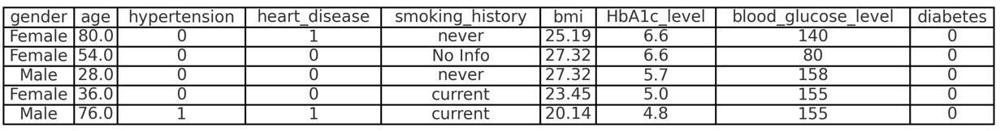 gender age hypertension heart_disease smoking_history bmi HbA1c_level blood_glucose_level diabetes
Female 80.0 0 1 never 25.19 6.6 140 0
Female 54.0 0 0 No Info 27.32 6.6 80 0
Male 28.0 0 0 never 27.32 5.7 158 0
Female 36.0 0 0 current 23.45 5.0 155 0
Male 76.0 1 1 current 20.14 4.8 155 0